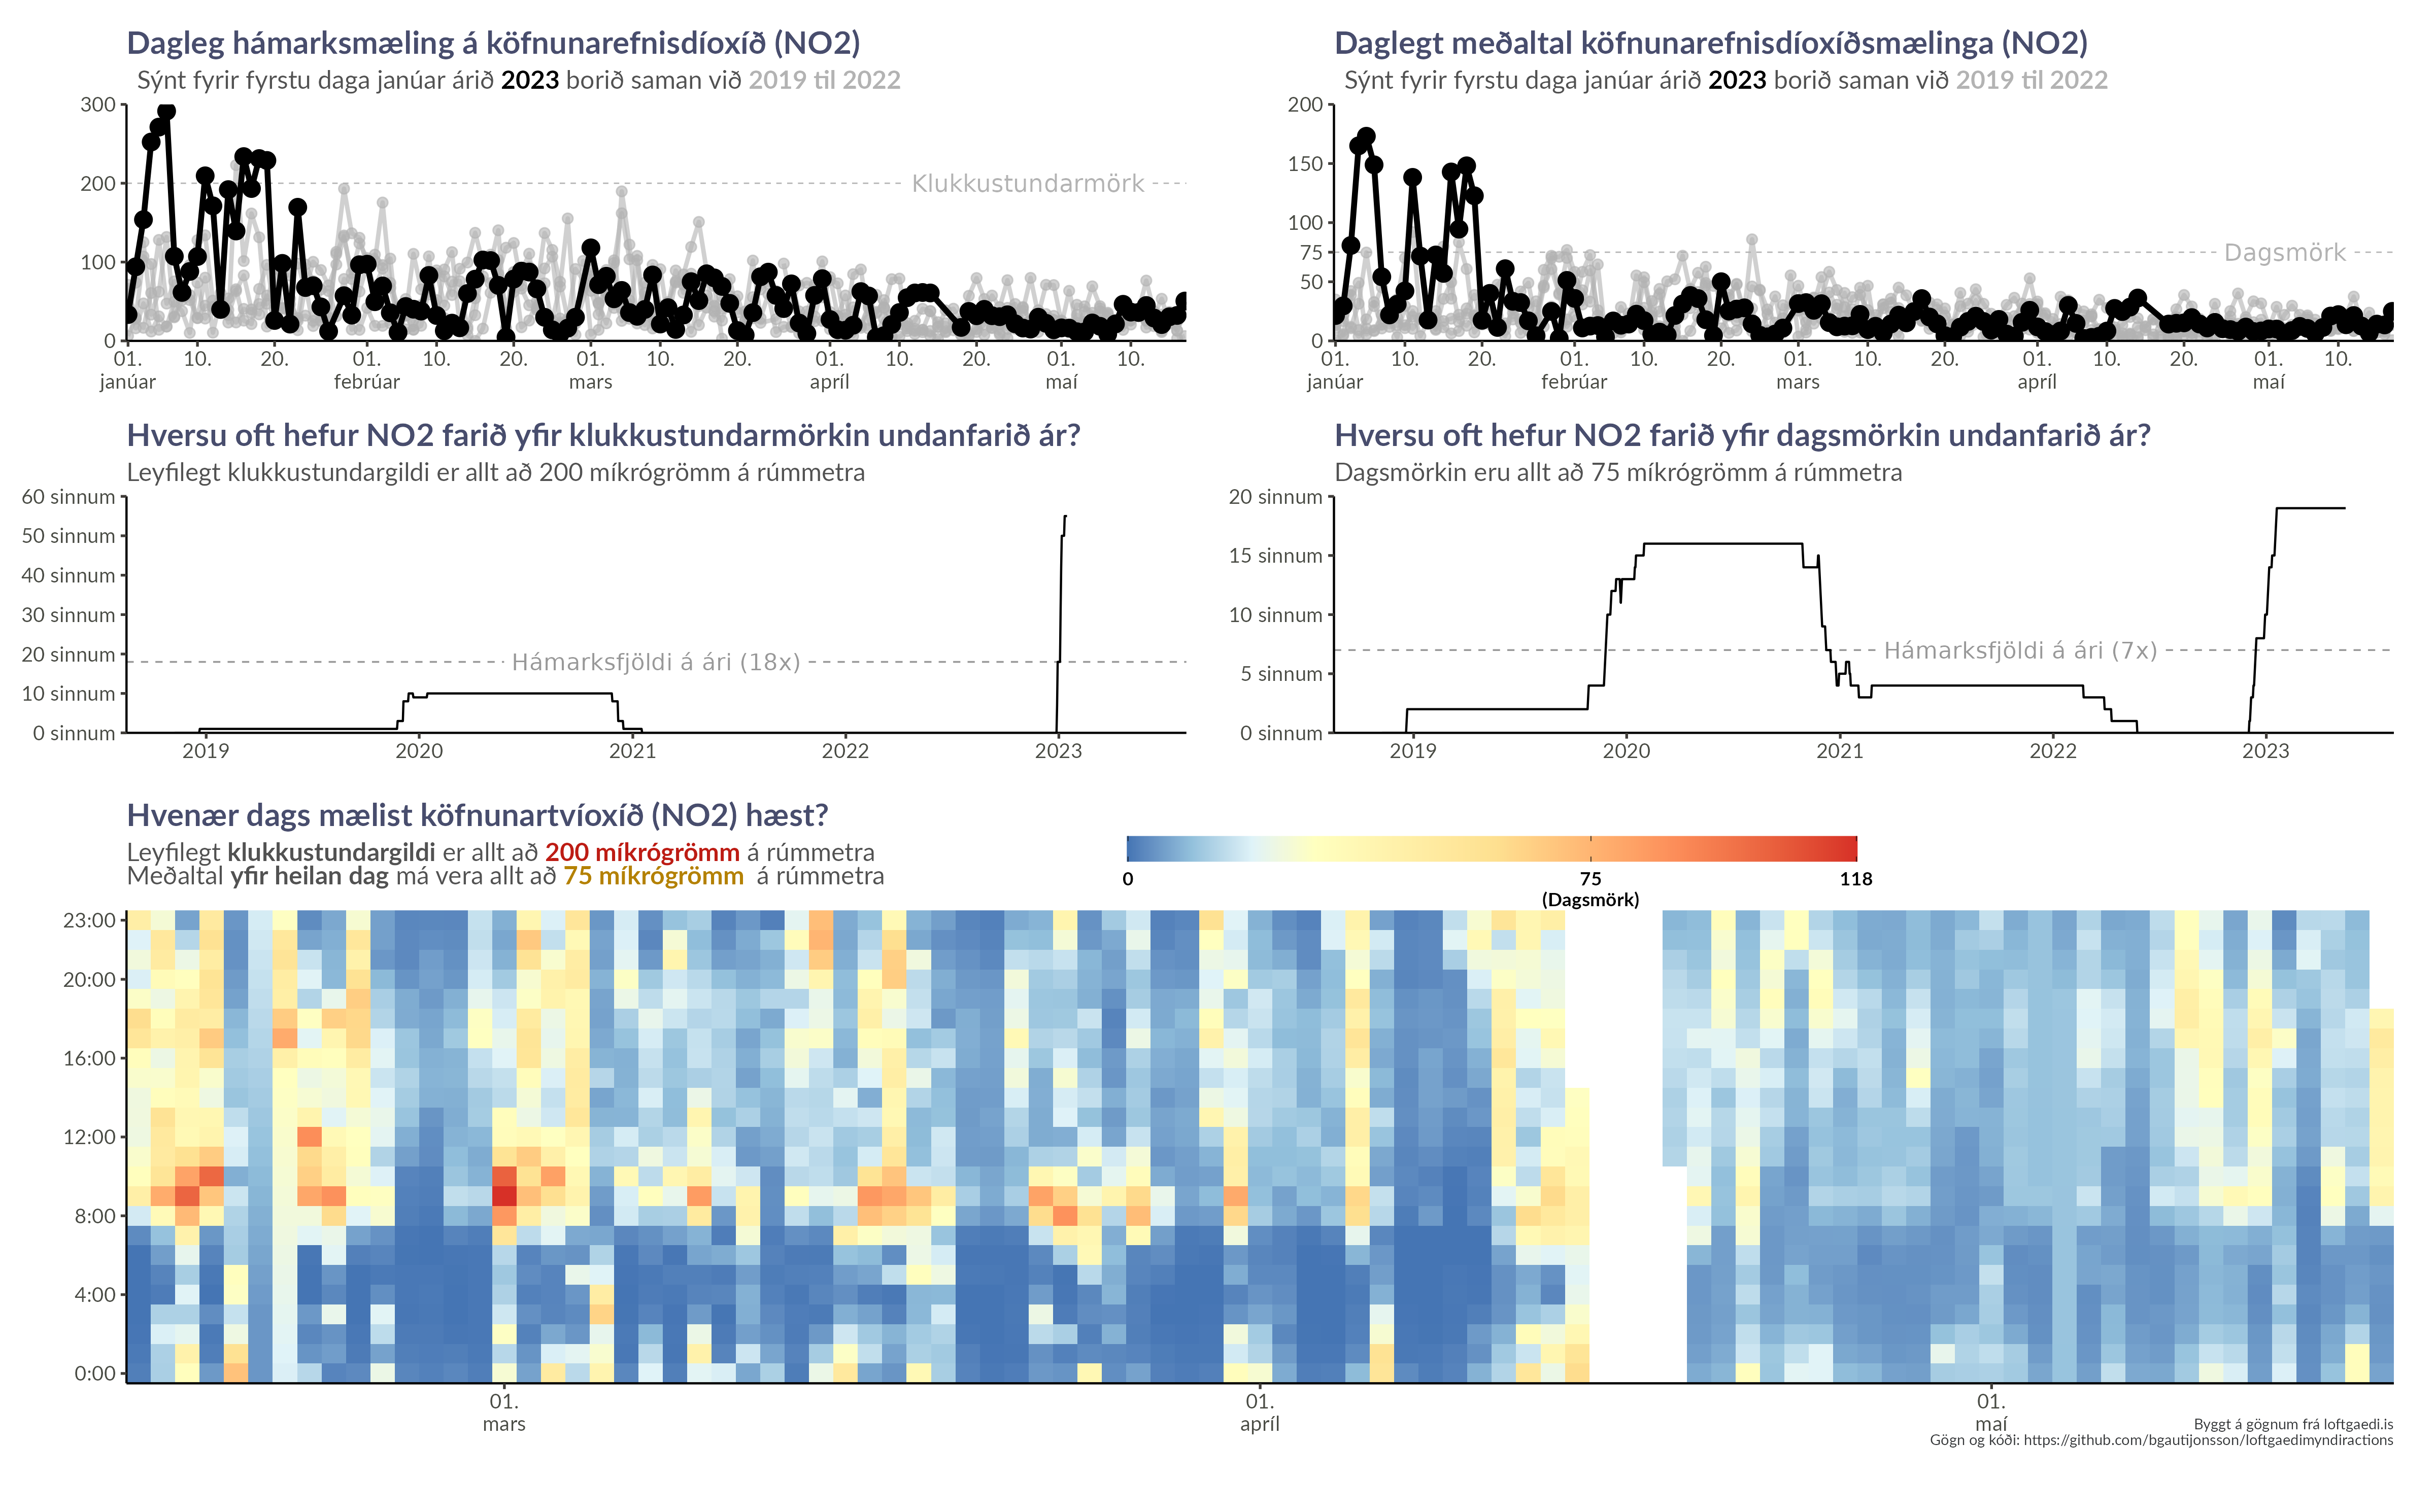 Dagleg hámarksmæling á köfnunarefnisdíoxíð (NO2)
Sýnt fyrir fyrstu daga janúar árið 2023 borið saman við 2019 til 2022
300
200
100
0
Klukkustundarmörk
01. 10. 20. 01. 10. 20. 01. 10. 20. 01. 10. 20. 01. 10.
janúar febrúar mars apríl maí
Daglegt meðaltal köfnunarefnisdíoxíðsmælinga (NO2)
Sýnt fyrir fyrstu daga janúar árið 2023 borið saman við 2019 til 2022
200
150
100
75
50
0
Dagsmörk
01. 10. 20. 01. 10. 20. 01. 10. 20. 01. 10. 20. 01. 10.
janúar febrúar mars apríl maí
Hversu oft hefur NO2 farið yfir klukkustundarmörkin undanfarið ár?
Leyfilegt klukkustundargildi er allt að 200 míkrógrömm á rúmmetra
60 sinnum
50 sinnum
40 sinnum
30 sinnum
20 sinnum
10 sinnum
0 sinnum
Hámarksfjöldi á ári (18x)
2019 2020 2021 2022 2023
Hversu oft hefur NO2 farið yfir dagsmörkin undanfarið ár?
Dagsmörkin eru allt að 75 míkrógrömm á rúmmetra
20 sinnum
15 sinnum
10 sinnum
5 sinnum
0 sinnum
Hámarksfjöldi á ári (7x)
2019 2020 2021 2022 2023
Hvenær dags mælist köfnunartvíoxíð (NO2) hæst?
Leyfilegt klukkustundargildi er allt að 200 míkrógrömm á rúmmetra
Meðaltal yfir heilan dag má vera allt að 75 míkrógrömm á rúmmetra
0 75 118
(Dagsmörk)
23:00
20:00
16:00
12:00
8:00
4:00
0:00
01. 01. 01.
mars apríl maí
Byggt á gögnum frá loftgaedi.is
Gögn og kóði: https://github.com/bgautijonsson/loftgaedimyndiractions